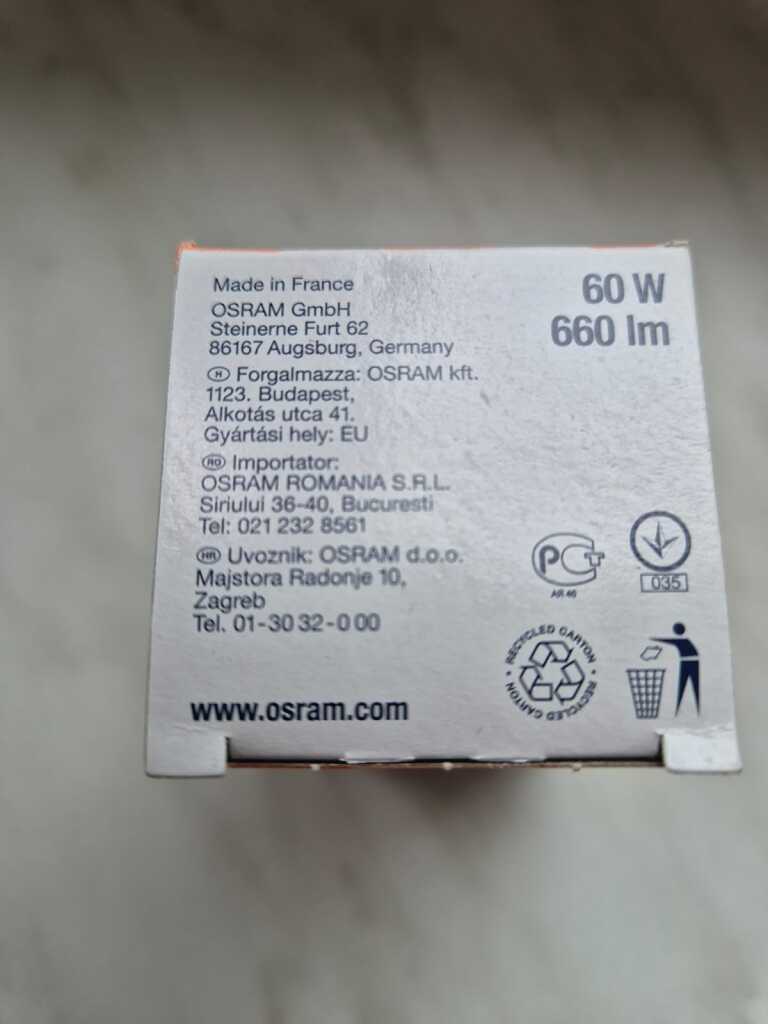 Made in France
OSRAM GmbH
Steinerne Furt 62
86167 Augsburg, Germany
H Forgalmazza: OSRAM kft.
1123. Budapest,
Alkotás utca 41.
Gyártási hely: EU
RO Importator:
OSRAM ROMANIA S.R.L.
Siriului 36-40, Bucuresti
Tel: 021 232 8561
HR Uvoznik: OSRAM d.o.o.
Majstora Radonje 10,
Zagreb
Tel. 01-30 32-0 00
www.osram.com
60 W
660 lm
PCT
AR 46
035
RECYCLED CARTON • RECYCLED CARTON •